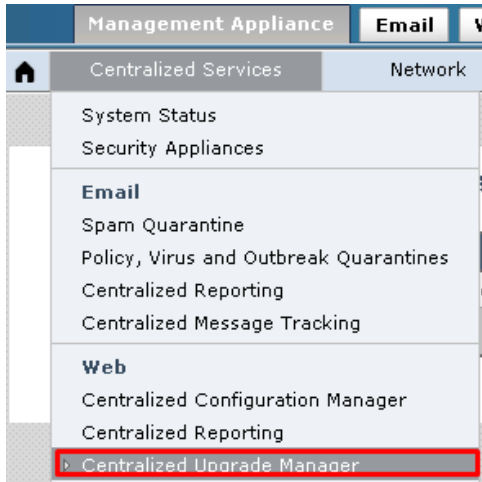 Management Appliance
Email
Centralized Services
Network
System Status
Security Appliances
Email
Spam Quarantine
Policy, Virus and Outbreak Quarantines
Centralized Reporting
Centralized Message Tracking
Web
Centralized Configuration Manager
Centralized Reporting
Centralized Upgrade Manager